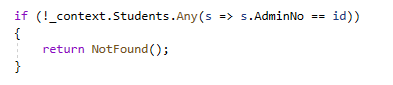 if (!_context.Students.Any(s => s.AdminNo == id))
{
    return NotFound();
}